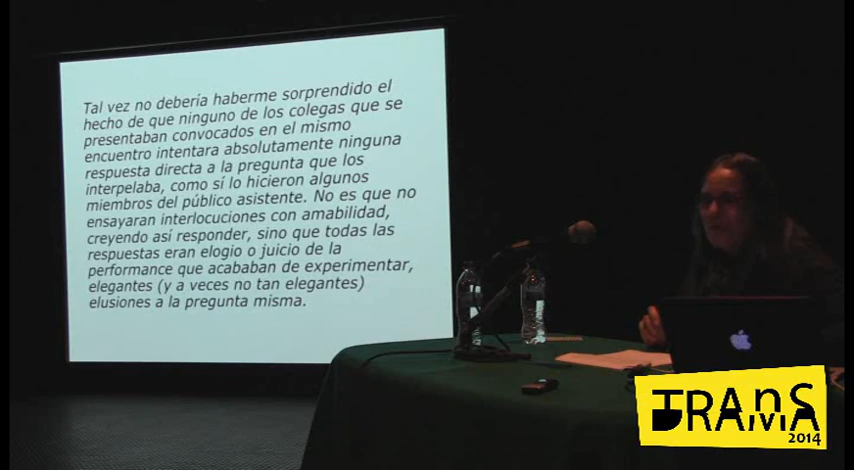 Tal vez no debería haberme sorprendido el
hecho de que ninguno de los colegas que se
presentaban convocados en el mismo
encuentro intentara absolutamente ninguna
respuesta directa a la pregunta que los
interpelaba, como sí lo hicieron algunos
miembros del público asistente. No es que no
ensayaran interlocuciones con amabilidad,
creyendo así responder, sino que todas las
respuestas eran elogio o juicio de la
performance que acababan de experimentar,
elegantes (y a veces no tan elegantes)
elusiones a la pregunta misma.
TRANS
DRAMA
2014